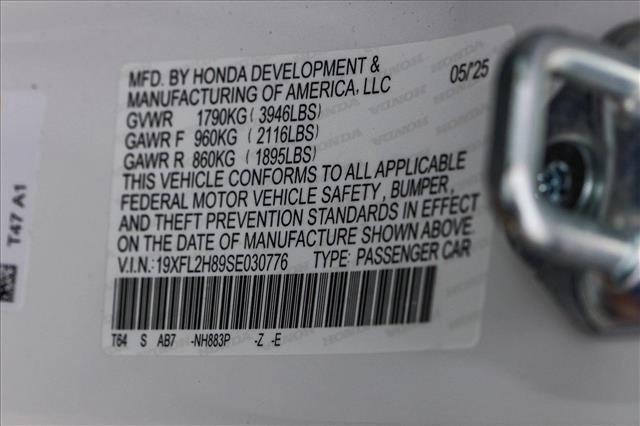 MFD. BY HONDA DEVELOPMENT & 05/'25
MANUFACTURING OF AMERICA, LLC
GVWR 1790KG (3946LBS)
GAWR F 960KG (2116LBS)
GAWR R 860KG (1895LBS)
THIS VEHICLE CONFORMS TO ALL APPLICABLE
FEDERAL MOTOR VEHICLE SAFETY, BUMPER,
AND THEFT PREVENTION STANDARDS IN EFFECT
ON THE DATE OF MANUFACTURE SHOWN ABOVE.
V.I.N.: 19XFL2H89SE030776 TYPE: PASSENGER CAR
T64 S AB7 -NH883P -Z -E
T47 A1
HONDA